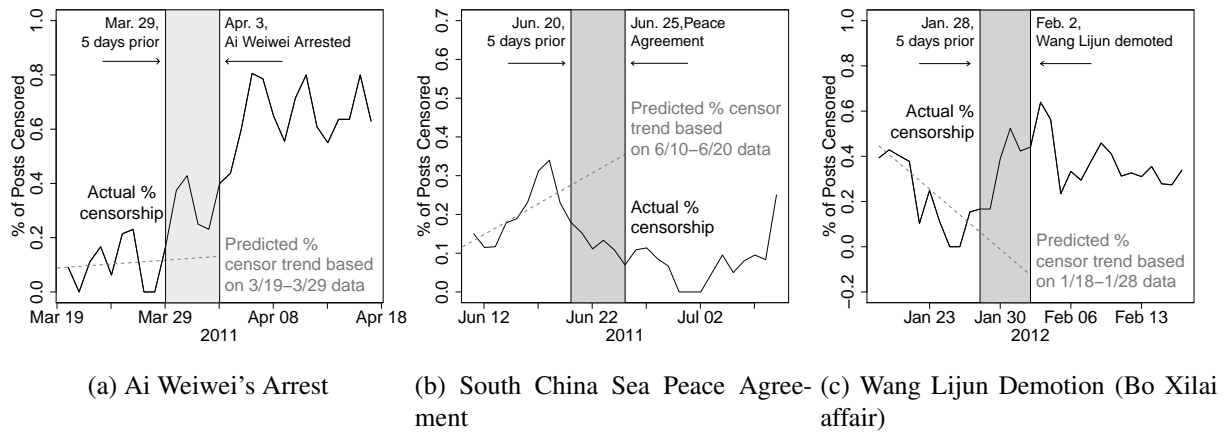 Mar. 29,
5 days prior
Apr. 3,
Ai Weiwei Arrested
Actual %
censorship
Predicted %
censor trend based
on 3/19−3/29 data
% of Posts Censored
0.0 0.2 0.4 0.6 0.8 1.0
Mar 19 Mar 29 Apr 08 Apr 18
2011
(a) Ai Weiwei's Arrest
Jun. 20,
5 days prior
Jun. 25,Peace
Agreement
Predicted % censor
trend based
on 6/10−6/20 data
Actual %
censorship
% of Posts Censored
0.0 0.1 0.2 0.3 0.4 0.5 0.6 0.7
Jun 12 Jun 22 Jul 02
2011
(b) South China Sea Peace Agree-
ment
Jan. 28,
5 days prior
Feb. 2,
Wang Lijun demoted
Actual %
censorship
Predicted %
censor trend based
on 1/18−1/28 data
% of Posts Censored
−0.2 0.0 0.2 0.4 0.6 0.8 1.0
Jan 23 Jan 30 Feb 06 Feb 13
2012
(c) Wang Lijun Demotion (Bo Xilai
affair)